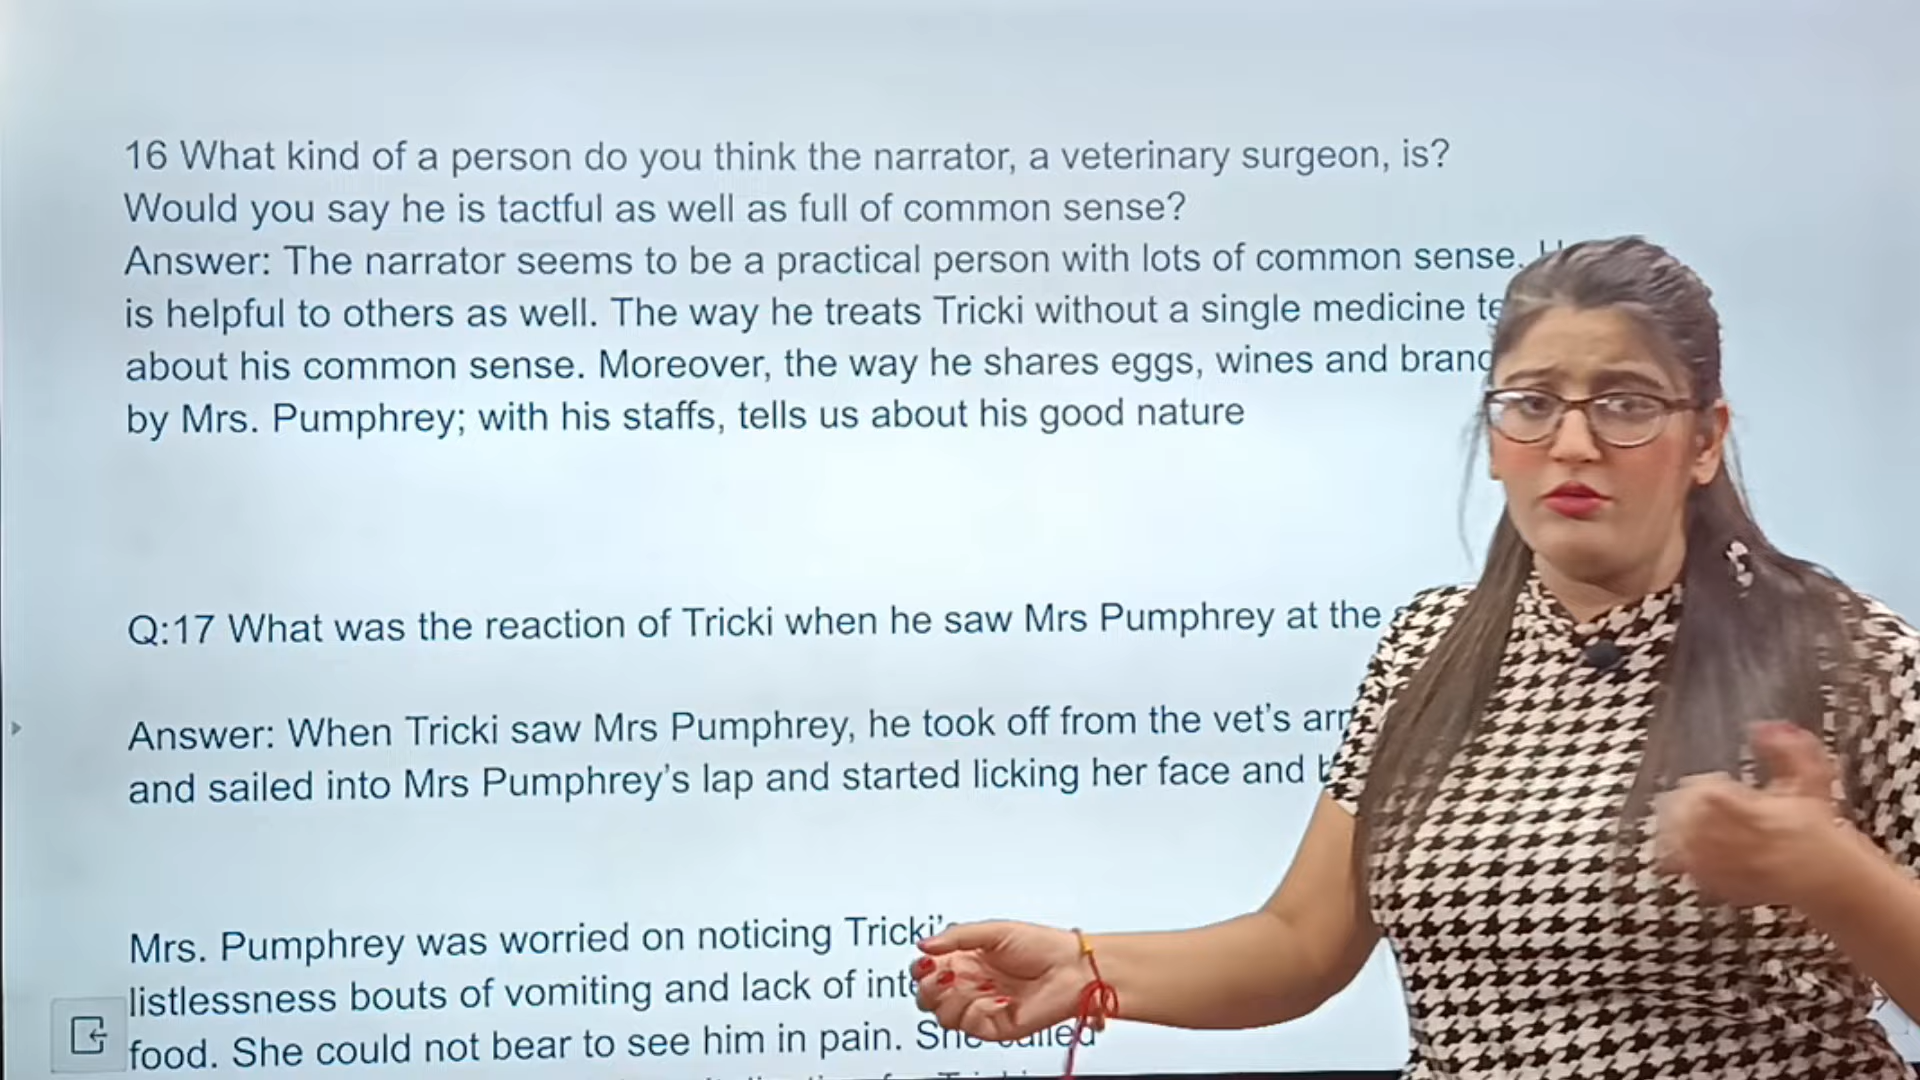 16 What kind of a person do you think the narrator, a veterinary surgeon, is?
Would you say he is tactful as well as full of common sense?
Answer: The narrator seems to be a practical person with lots of common sense.
is helpful to others as well. The way he treats Tricki without a single medicine
about his common sense. Moreover, the way he shares eggs, wines and
by Mrs. Pumphrey; with his staffs, tells us about his good nature
Q:17 What was the reaction of Tricki when he saw Mrs Pumphrey at the
Answer: When Tricki saw Mrs Pumphrey, he took off from the vet's
and sailed into Mrs Pumphrey's lap and started licking her face and
Mrs. Pumphrey was worried on noticing Tricki's
listlessness bouts of vomiting and lack of
food. She could not bear to see him in pain. She called